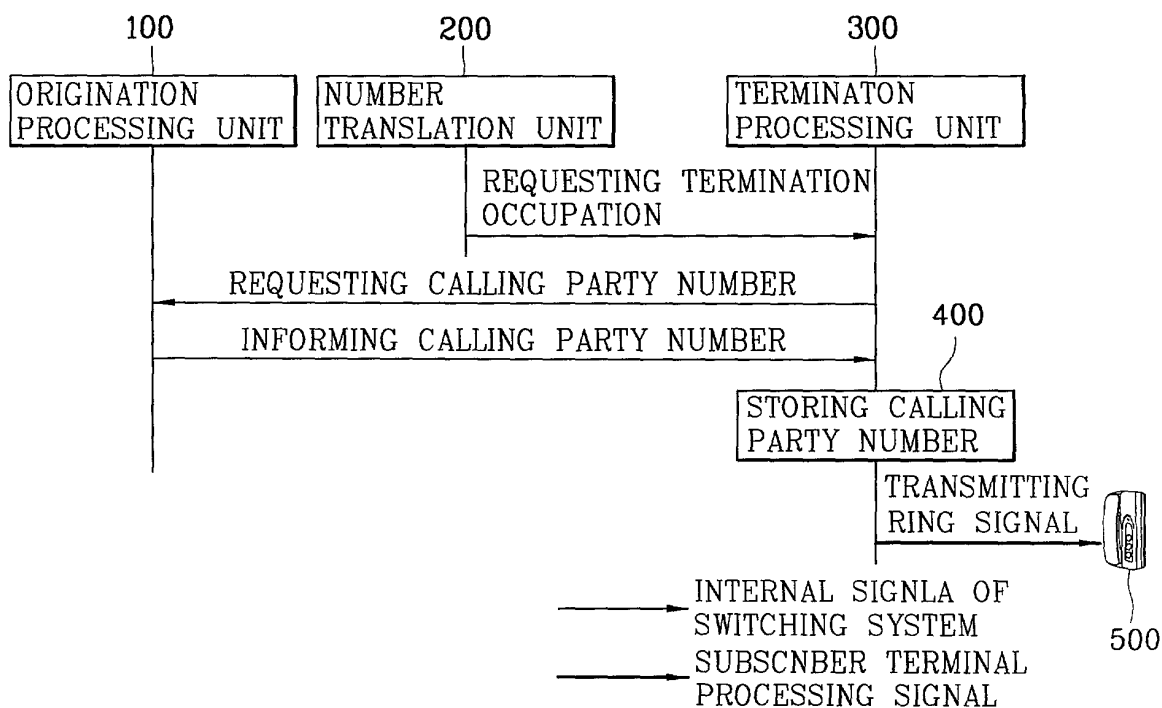 100
200
300
ORIGINATION
PROCESSING UNIT
NUMBER
TRANSLATION UNIT
TERMINATON
PROCESSING UNIT
REQUESTING TERMINATION
OCCUPATION
REQUESTING CALLING PARTY NUMBER
INFORMING CALLING PARTY NUMBER
400
STORING CALLING
PARTY NUMBER
TRANSMITTING
RING SIGNAL
500
INTERNAL SIGNLA OF
SWITCHING SYSTEM
SUBSCNBER TERMINAL
PROCESSING SIGNAL